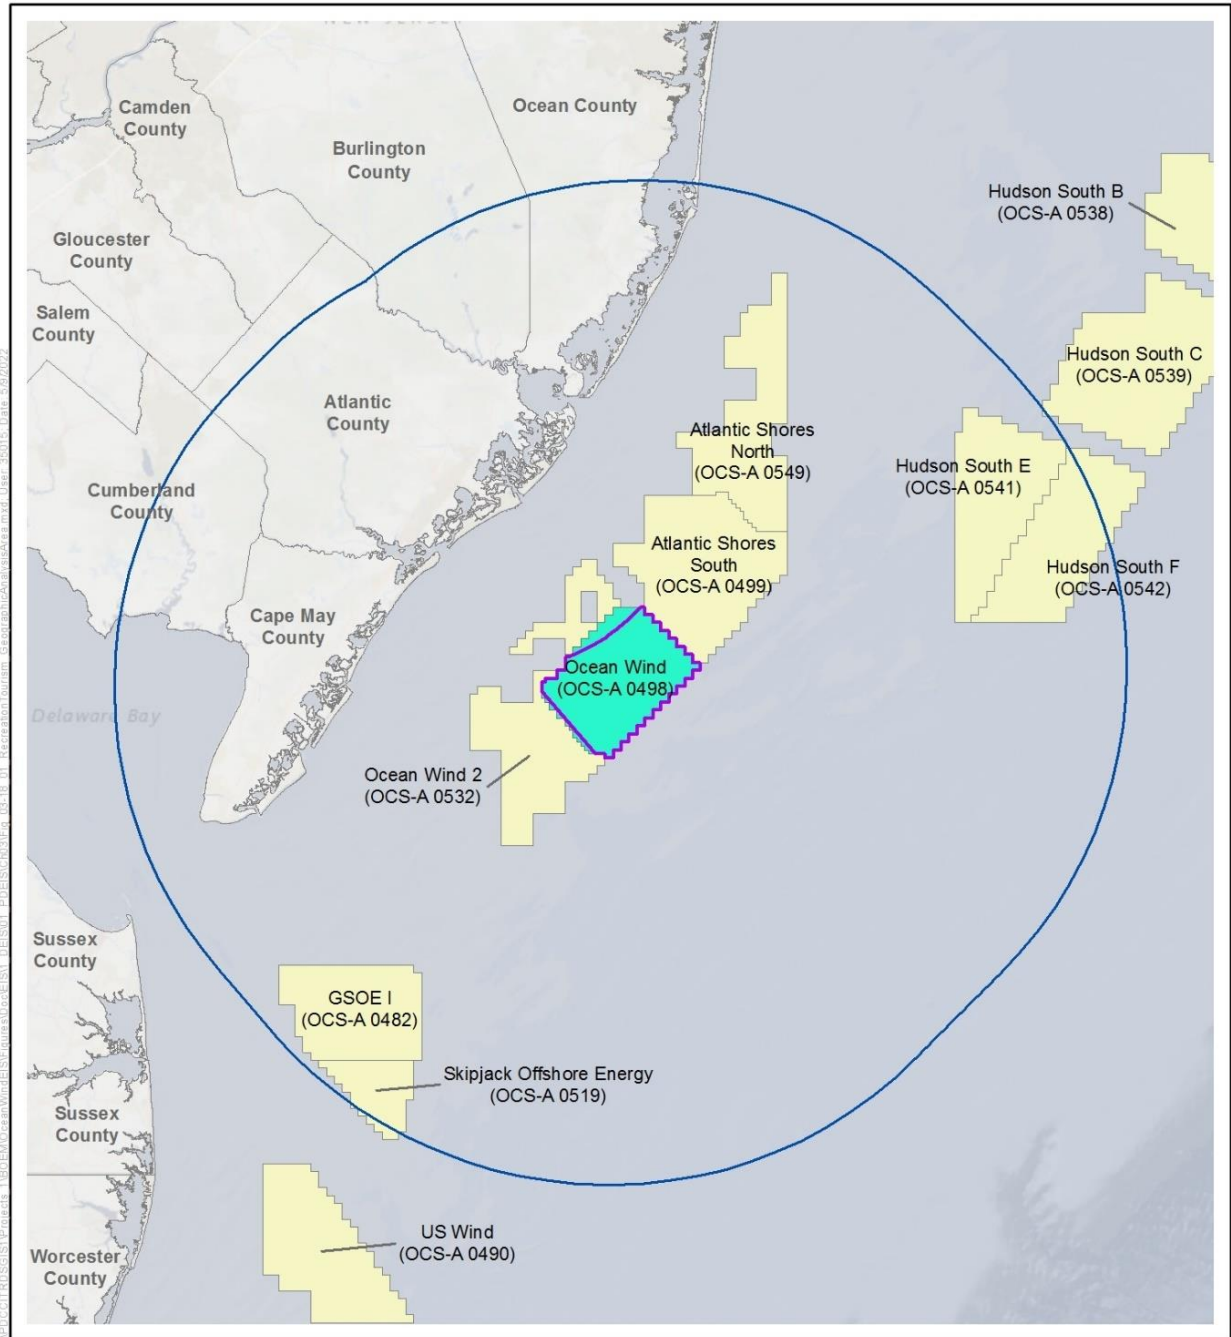 NEW JERSEY
Ocean County
Camden
County
Burlington
County
Hudson South B
(OCS-A 0538)
Gloucester
County
Salem
County
Hudson South C
(OCS-A 0539)
Atlantic
County
Atlantic Shores
North
(OCS-A 0549)
Hudson South E
(OCS-A 0541)
Cumberland
County
Atlantic Shores
South
(OCS-A 0499)
Hudson South F
(OCS-A 0542)
Cape May
County
Ocean Wind
(OCS-A 0498)
Delaware Bay
Ocean Wind 2
(OCS-A 0532)
Sussex
County
GSOE I
(OCS-A 0482)
Skipjack Offshore Energy
(OCS-A 0519)
Sussex
County
US Wind
(OCS-A 0490)
Worcester
County